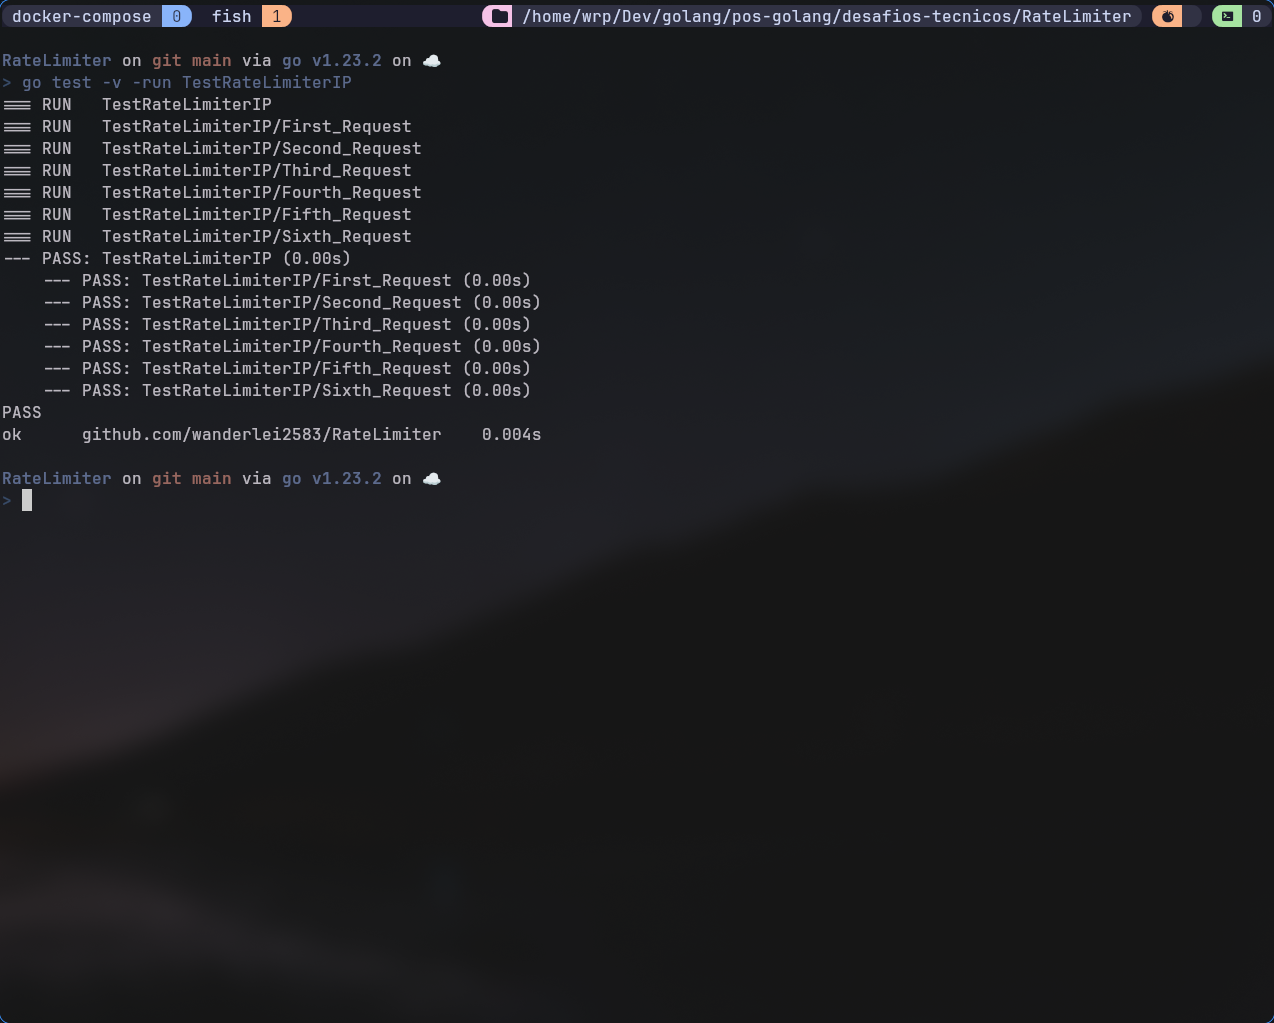 docker-compose 0 fish 1 /home/wrp/Dev/golang/pos-golang/desafios-tecnicos/RateLimiter 0
RateLimiter on git main via go v1.23.2 on ☁️
> go test -v -run TestRateLimiterIP
=== RUN   TestRateLimiterIP
=== RUN   TestRateLimiterIP/First_Request
=== RUN   TestRateLimiterIP/Second_Request
=== RUN   TestRateLimiterIP/Third_Request
=== RUN   TestRateLimiterIP/Fourth_Request
=== RUN   TestRateLimiterIP/Fifth_Request
=== RUN   TestRateLimiterIP/Sixth_Request
--- PASS: TestRateLimiterIP (0.00s)
    --- PASS: TestRateLimiterIP/First_Request (0.00s)
    --- PASS: TestRateLimiterIP/Second_Request (0.00s)
    --- PASS: TestRateLimiterIP/Third_Request (0.00s)
    --- PASS: TestRateLimiterIP/Fourth_Request (0.00s)
    --- PASS: TestRateLimiterIP/Fifth_Request (0.00s)
    --- PASS: TestRateLimiterIP/Sixth_Request (0.00s)
PASS
ok      github.com/wanderlei2583/RateLimiter    0.004s
RateLimiter on git main via go v1.23.2 on ☁️
>